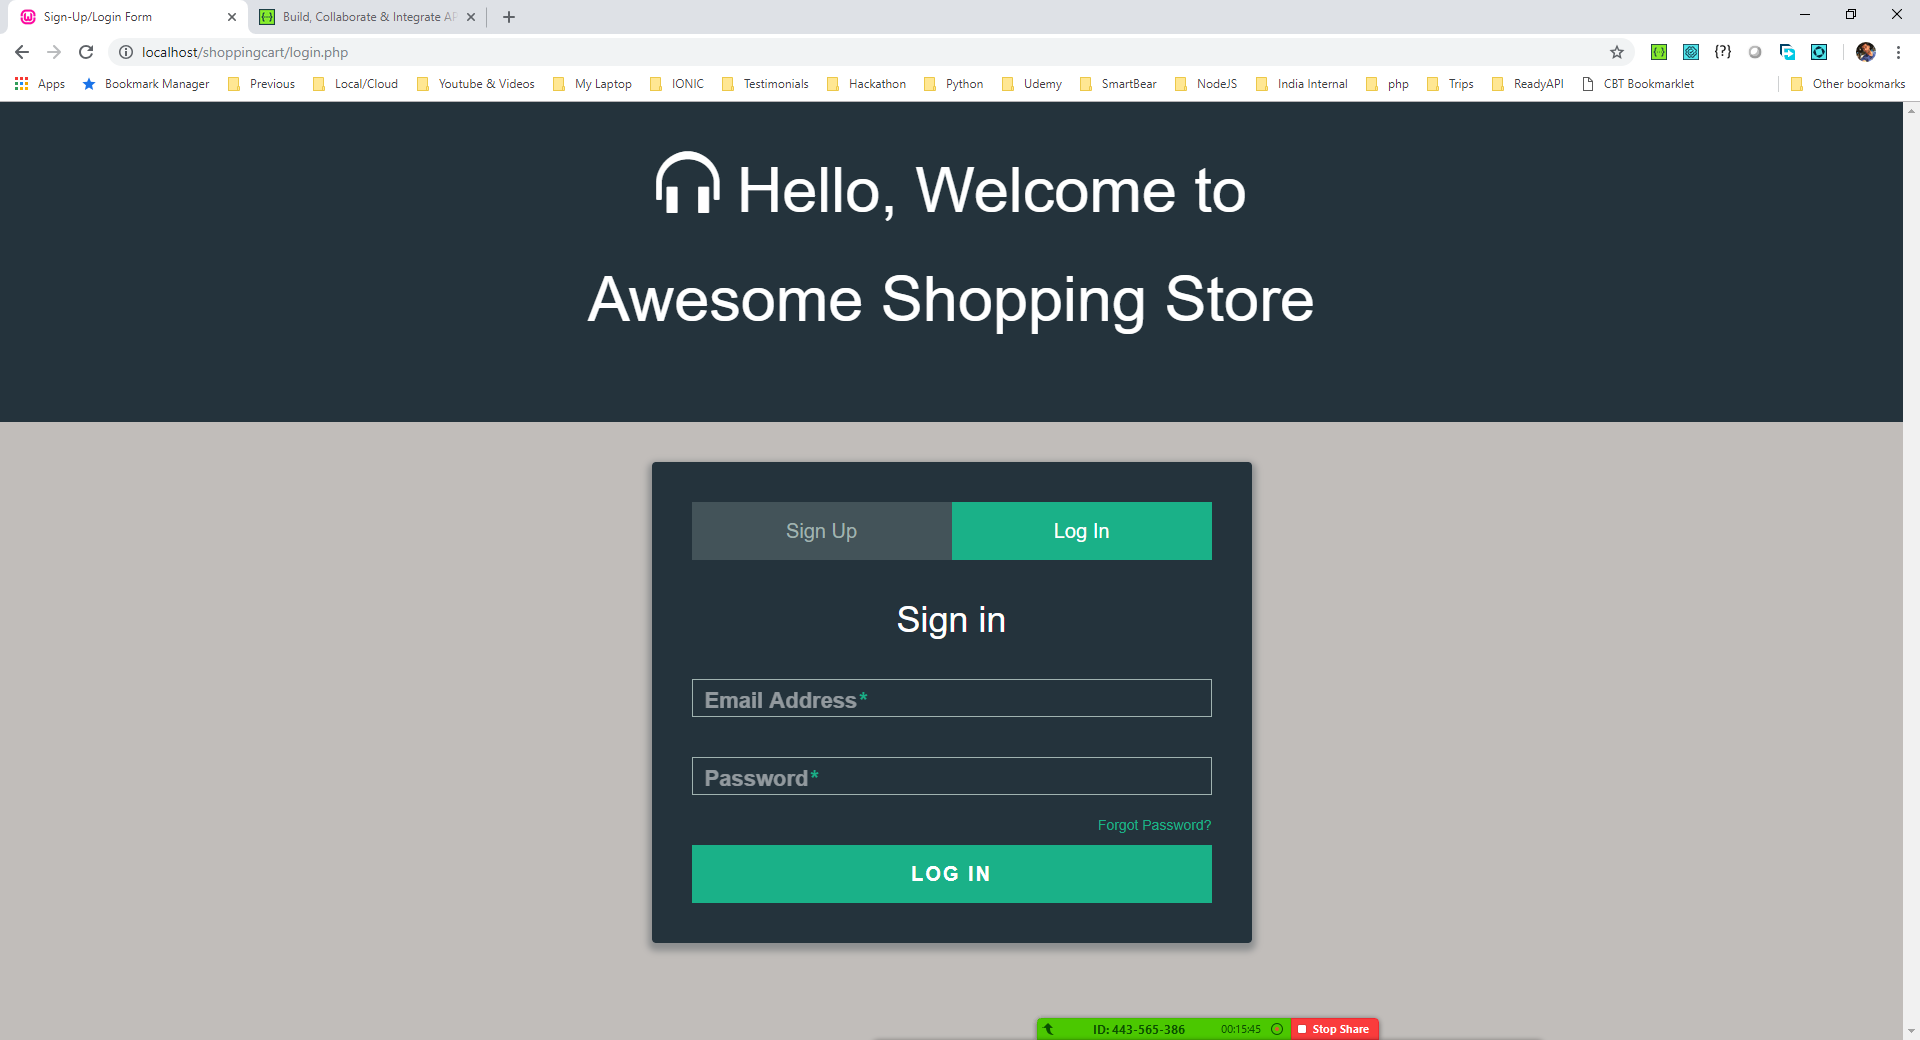 Sign-Up/Login Form
Build, Collaborate & Integrate AP
localhost/shoppingcart/login.php
Apps Bookmark Manager Previous Local/Cloud Youtube & Videos My Laptop IONIC Testimonials Hackathon Python Udemy SmartBear NodeJS India Internal php Trips ReadyAPI CBT Bookmarklet Other bookmarks
Hello, Welcome to
Awesome Shopping Store
Sign Up Log In
Sign in
Email Address*
Password*
Forgot Password?
LOG IN
ID: 443-565-386 00:15:45 Stop Share